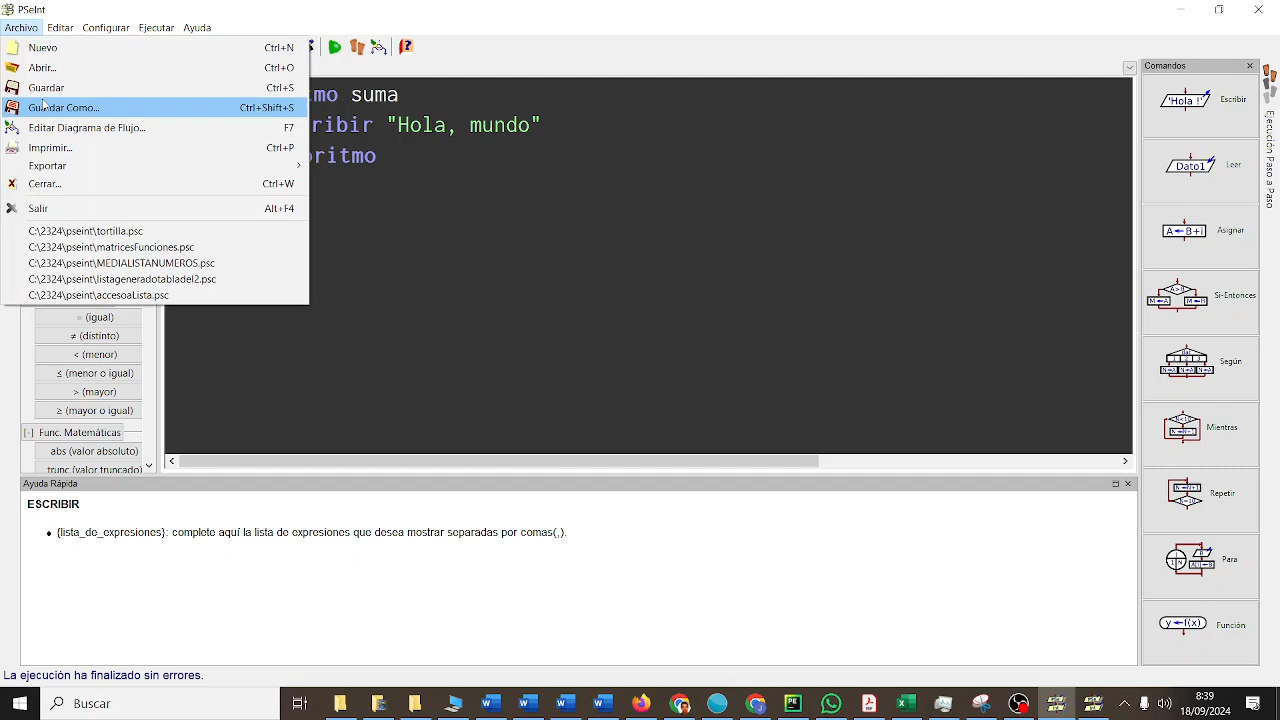 PSeInt
Archivo Editar Configurar Ejecutar Ayuda
Nuevo Ctrl+N
Abrir... Ctrl+O
Guardar Ctrl+S
Guardar Como... Ctrl+Shift+S
Editar Diagrama de Flujo... F7
Imprimir... Ctrl+P
Exportar
Cerrar... Ctrl+W
Salir Alt+F4
C:\2324\pseint\tortilla.psc
C:\2324\pseint\matricesFunciones.psc
C:\2324\pseint\MEDIALISTANUMEROS.psc
C:\2324\pseint\listageneradotabladel2.psc
C:\2324\pseint\accesoaLista.psc
tmo suma
ribir "Hola, mundo"
oritmo
= (igual)
≠ (distinto)
< (menor)
≤ (menor o igual)
> (mayor)
≥ (mayor o igual)
[-] Func. Matemáticas
abs (valor absoluto)
trunc (valor truncado)
Comandos
'Hola !' Escribir
Dato1 Leer
A ← B+i Asignar
Si-Entonces
Según
Mientras
Repetir
Para
y ←f(x) Función
Ejecución Paso a Paso
Ayuda Rápida
ESCRIBIR
• {lista_de_expresiones}: complete aquí la lista de expresiones que desea mostrar separadas por comas(,).
La ejecución ha finalizado sin errores.
Buscar
8:39
18/09/2024